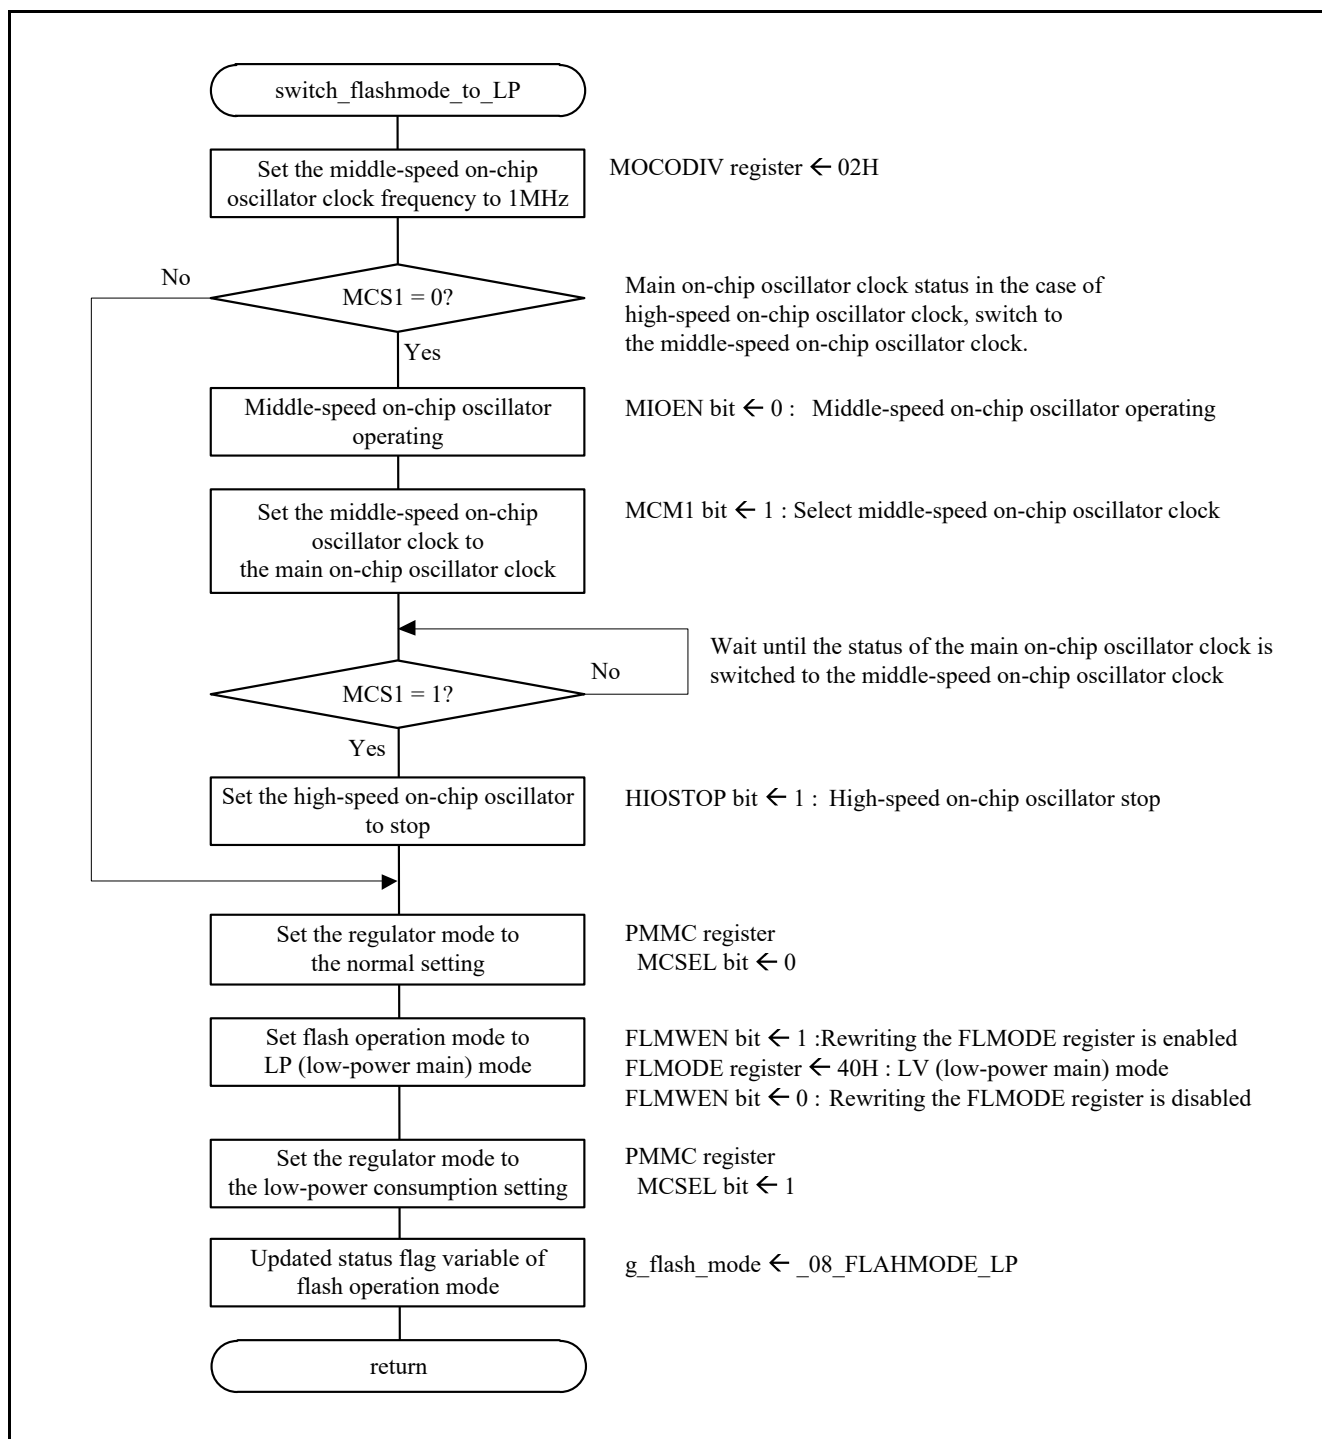 switch_flashmode_to_LP
Set the middle-speed on-chip
oscillator clock frequency to 1MHz
MOCODIV register ← 02H
No
MCS1 = 0?
Main on-chip oscillator clock status in the case of
high-speed on-chip oscillator clock, switch to
the middle-speed on-chip oscillator clock.
Yes
Middle-speed on-chip oscillator
operating
MIOEN bit ← 0 : Middle-speed on-chip oscillator operating
Set the middle-speed on-chip
oscillator clock to
the main on-chip oscillator clock
MCM1 bit ← 1 : Select middle-speed on-chip oscillator clock
Wait until the status of the main on-chip oscillator clock is
switched to the middle-speed on-chip oscillator clock
No
MCS1 = 1?
Yes
Set the high-speed on-chip oscillator
to stop
HIOSTOP bit ← 1 : High-speed on-chip oscillator stop
Set the regulator mode to
the normal setting
PMMC register
MCSEL bit ← 0
Set flash operation mode to
LP (low-power main) mode
FLMWEN bit ← 1 :Rewriting the FLMODE register is enabled
FLMODE register ← 40H : LV (low-power main) mode
FLMWEN bit ← 0 : Rewriting the FLMODE register is disabled
Set the regulator mode to
the low-power consumption setting
PMMC register
MCSEL bit ← 1
Updated status flag variable of
flash operation mode
g_flash_mode ← _08_FLAHMODE_LP
return